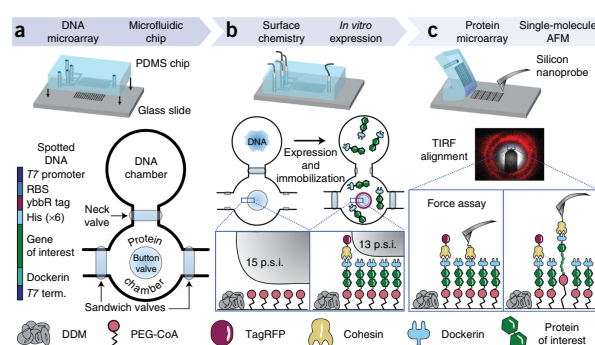 a
DNA
microarray
Microfluidic
chip
PDMS chip
Glass slide
Spotted
DNA
T7 promoter
RBS
ybbR tag
His (×6)
Gene
of interest
Dockerin
T7 term.
DNA
chamber
Neck
valve
Protein
Button
valve
chamber
Sandwich valves
b
Surface
chemistry
In vitro
expression
DNA
Expression
and
immobilization
15 p.s.i.
13 p.s.i.
c
Protein
microarray
Single-molecule
AFM
Silicon
nanoprobe
TIRF
alignment
Force assay
DDM
PEG-CoA
TagRFP
Cohesin
Dockerin
Protein
of interest